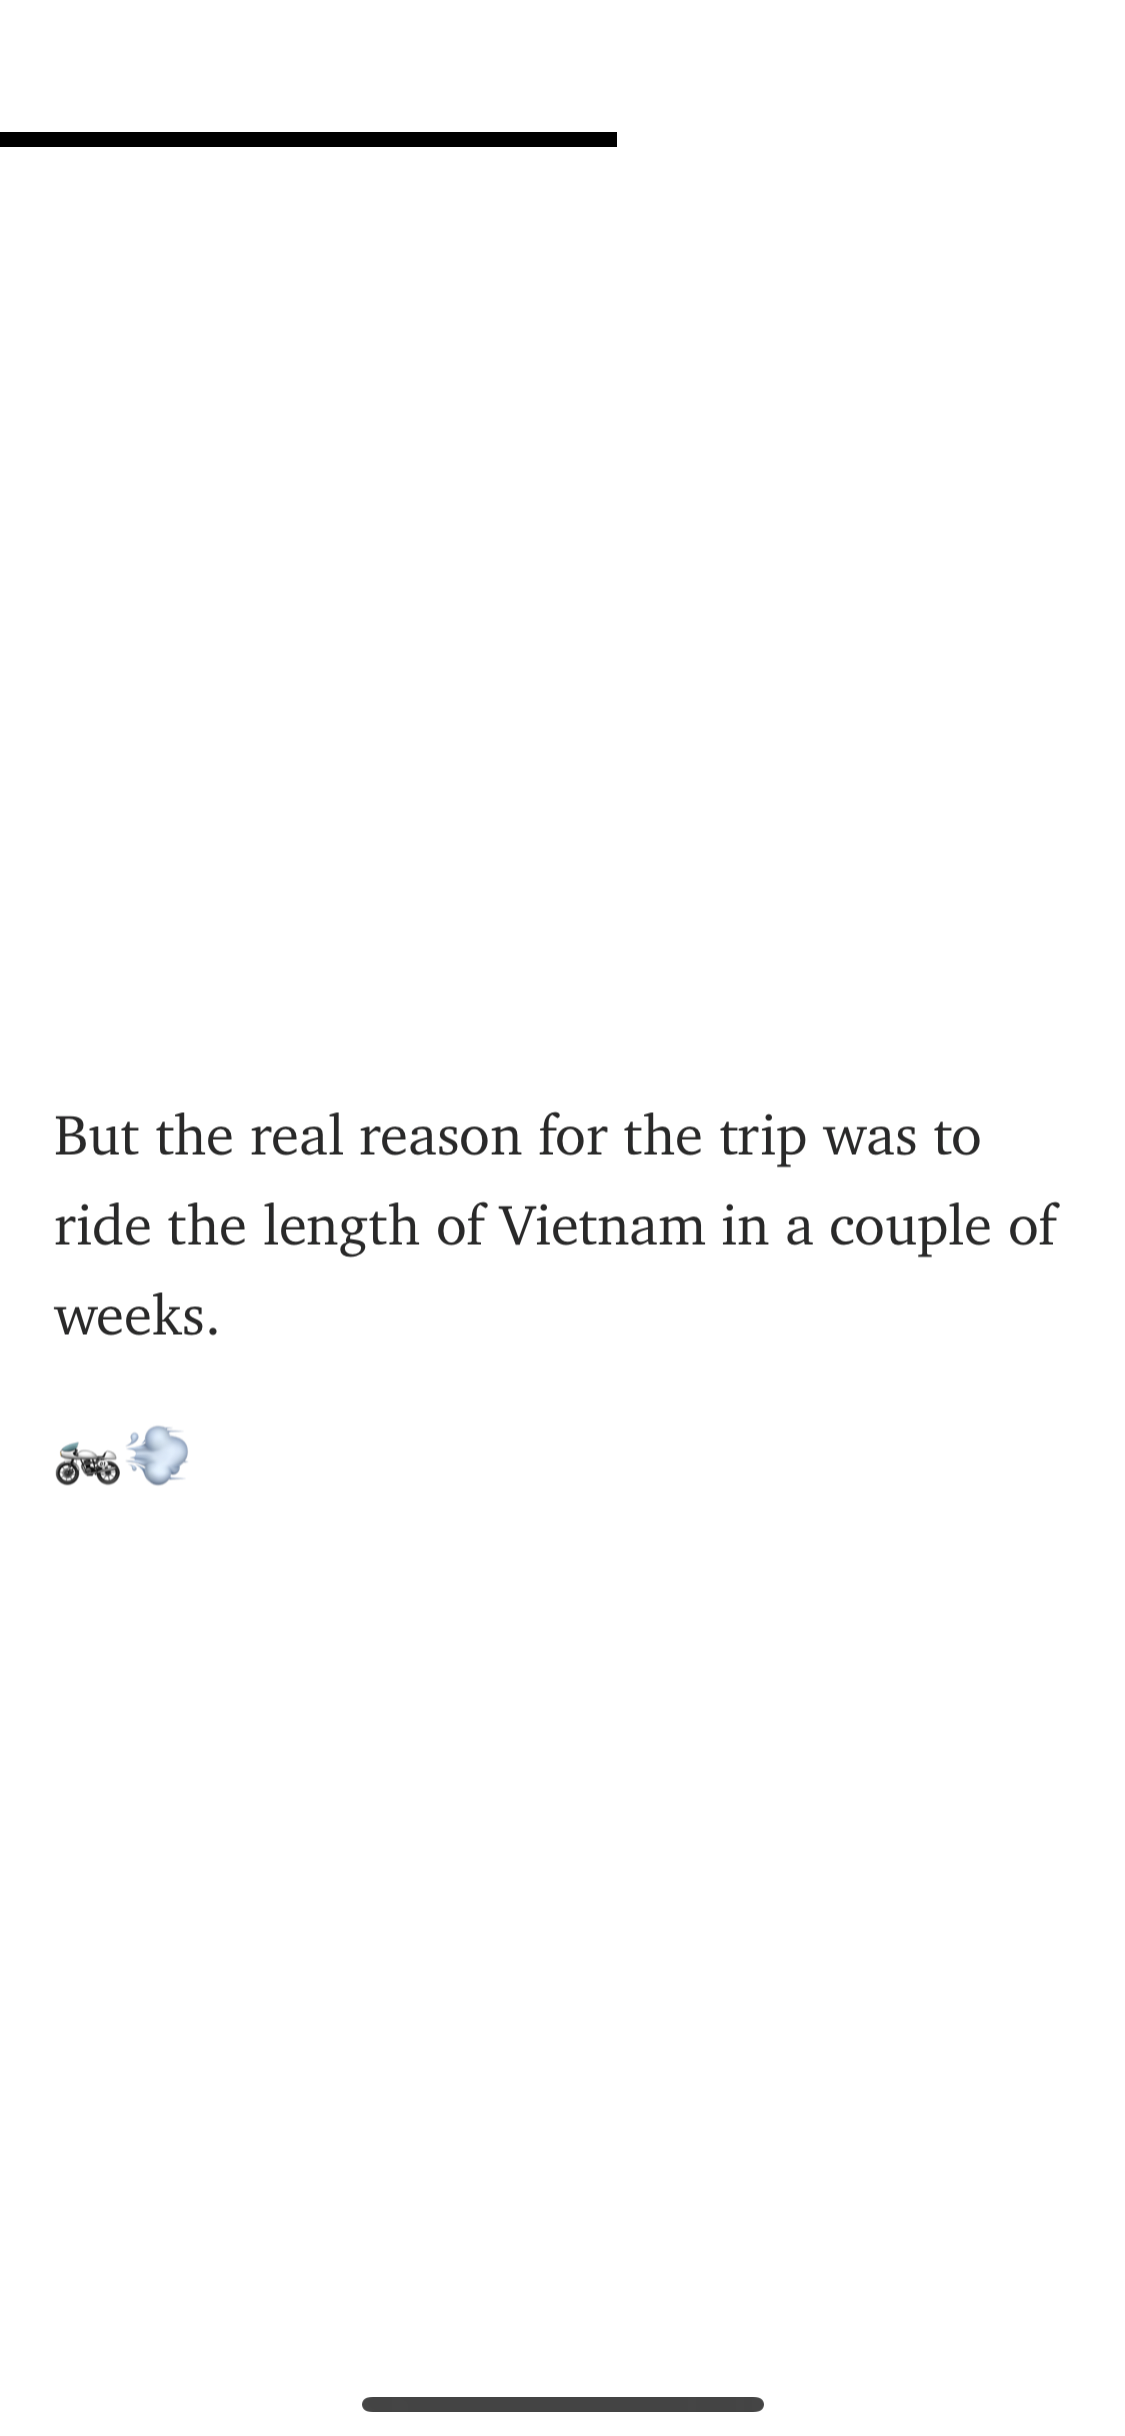 But the real reason for the trip was to
ride the length of Vietnam in a couple of
weeks.
🏍💨